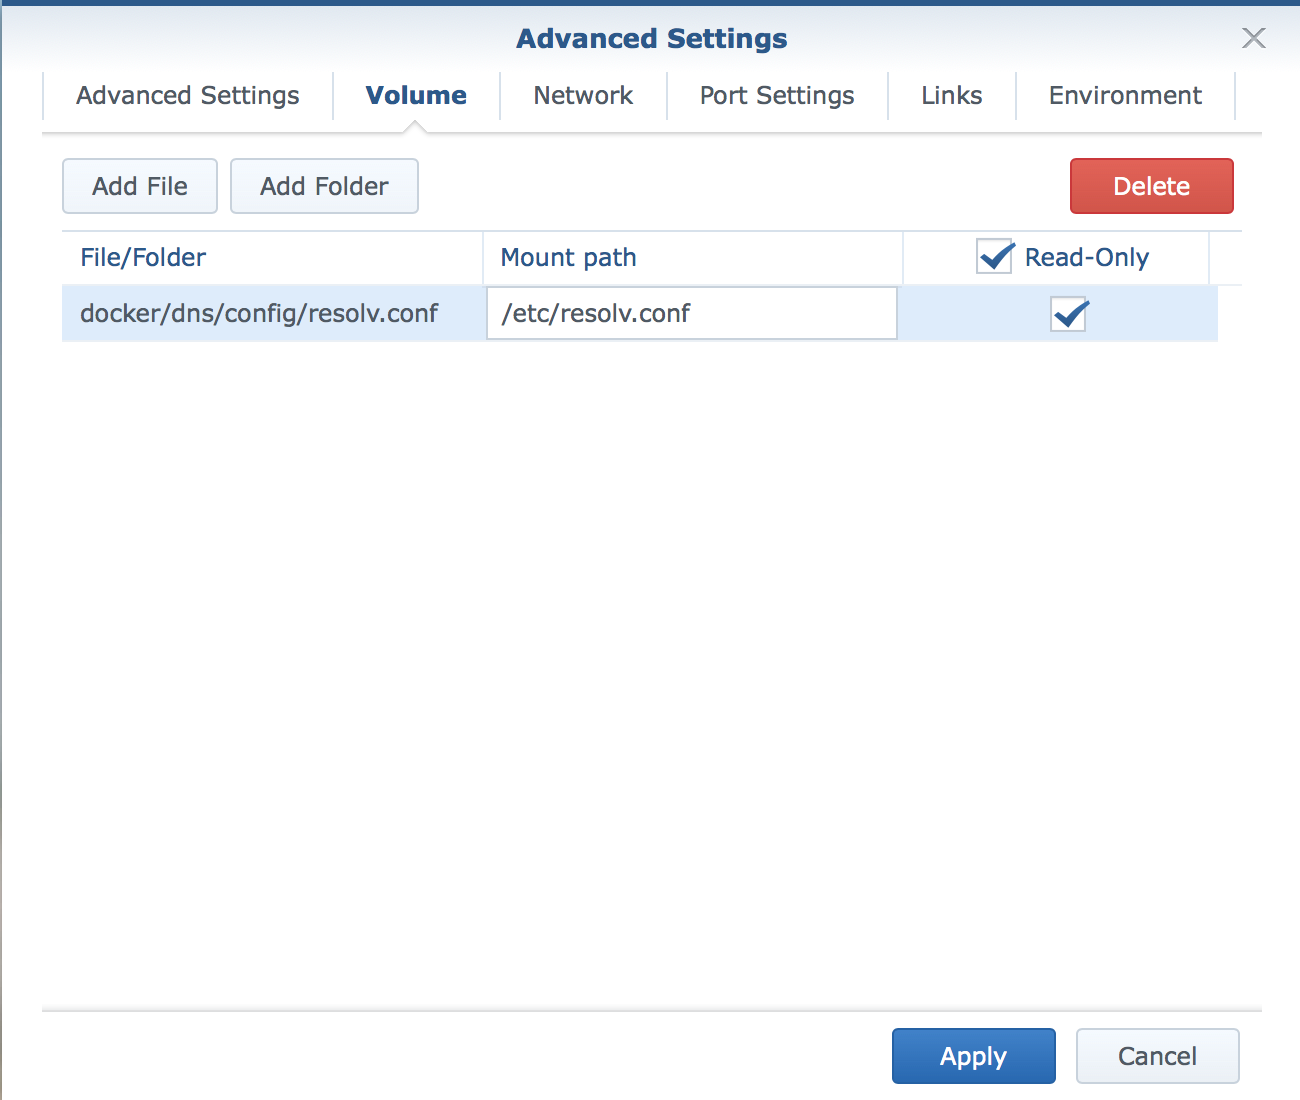 Advanced Settings
Advanced Settings Volume Network Port Settings Links Environment
Add File Add Folder Delete
File/Folder Mount path Read-Only
docker/dns/config/resolv.conf /etc/resolv.conf
Apply Cancel